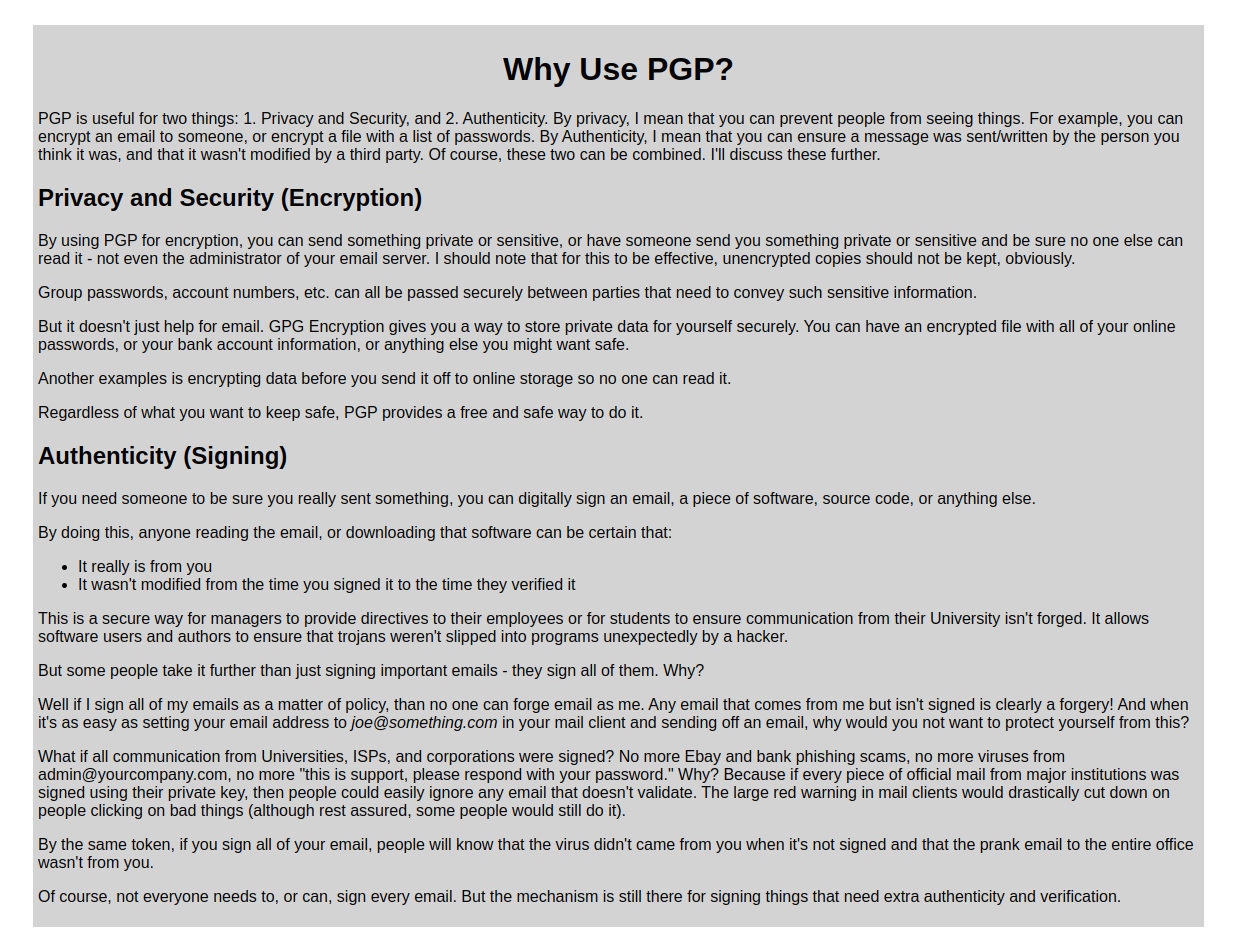 Why Use PGP?
PGP is useful for two things: 1. Privacy and Security, and 2. Authenticity. By privacy, I mean that you can prevent people from seeing things. For example, you can
encrypt an email to someone, or encrypt a file with a list of passwords. By Authenticity, I mean that you can ensure a message was sent/written by the person you
think it was, and that it wasn't modified by a third party. Of course, these two can be combined. I'll discuss these further.
Privacy and Security (Encryption)
By using PGP for encryption, you can send something private or sensitive, or have someone send you something private or sensitive and be sure no one else can
read it - not even the administrator of your email server. I should note that for this to be effective, unencrypted copies should not be kept, obviously.
Group passwords, account numbers, etc. can all be passed securely between parties that need to convey such sensitive information.
But it doesn't just help for email. GPG Encryption gives you a way to store private data for yourself securely. You can have an encrypted file with all of your online
passwords, or your bank account information, or anything else you might want safe.
Another examples is encrypting data before you send it off to online storage so no one can read it.
Regardless of what you want to keep safe, PGP provides a free and safe way to do it.
Authenticity (Signing)
If you need someone to be sure you really sent something, you can digitally sign an email, a piece of software, source code, or anything else.
By doing this, anyone reading the email, or downloading that software can be certain that:
• It really is from you
• It wasn't modified from the time you signed it to the time they verified it
This is a secure way for managers to provide directives to their employees or for students to ensure communication from their University isn't forged. It allows
software users and authors to ensure that trojans weren't slipped into programs unexpectedly by a hacker.
But some people take it further than just signing important emails - they sign all of them. Why?
Well if I sign all of my emails as a matter of policy, than no one can forge email as me. Any email that comes from me but isn't signed is clearly a forgery! And when
it's as easy as setting your email address to joe@something.com in your mail client and sending off an email, why would you not want to protect yourself from this?
What if all communication from Universities, ISPs, and corporations were signed? No more Ebay and bank phishing scams, no more viruses from
admin@yourcompany.com, no more "this is support, please respond with your password." Why? Because if every piece of official mail from major institutions was
signed using their private key, then people could easily ignore any email that doesn't validate. The large red warning in mail clients would drastically cut down on
people clicking on bad things (although rest assured, some people would still do it).
By the same token, if you sign all of your email, people will know that the virus didn't came from you when it's not signed and that the prank email to the entire office
wasn't from you.
Of course, not everyone needs to, or can, sign every email. But the mechanism is still there for signing things that need extra authenticity and verification.